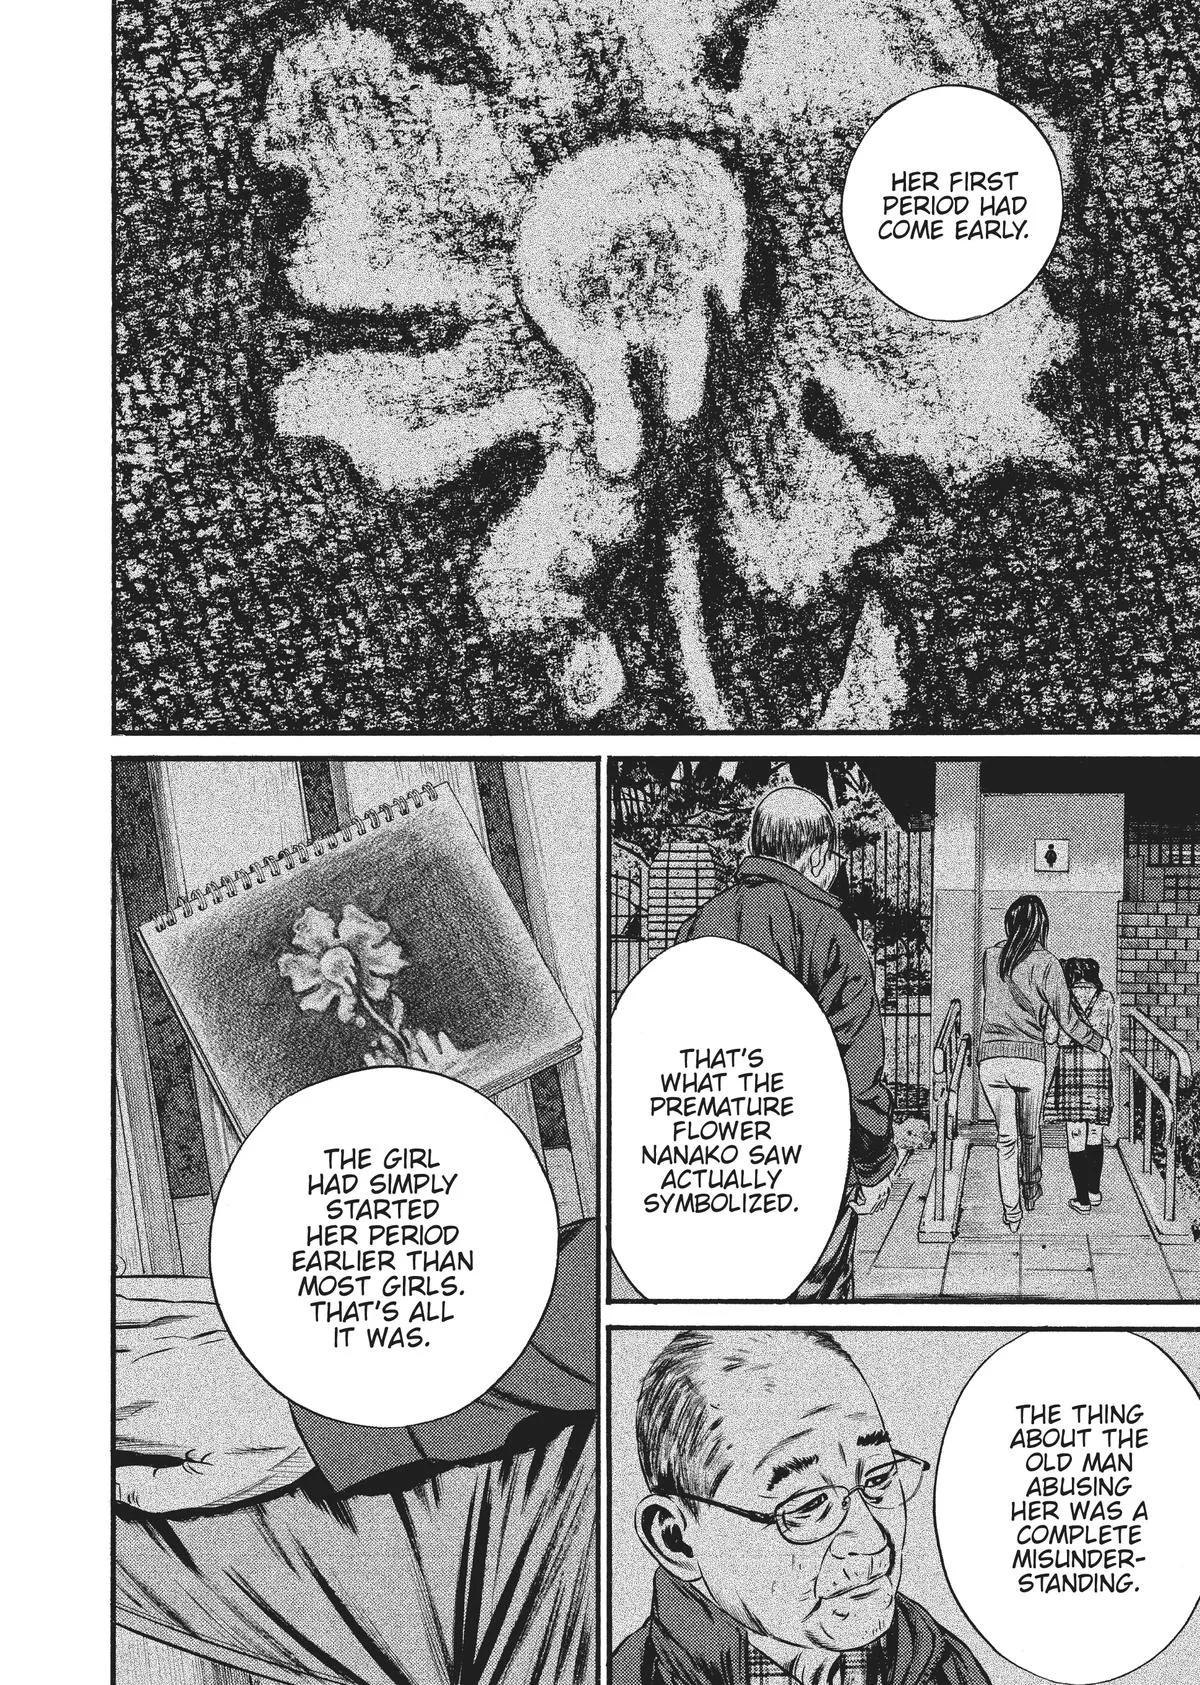 HER FIRST
PERIOD HAD
COME EARLY.
THAT'S
WHAT THE
PREMATURE
FLOWER
NANAKO SAW
ACTUALLY
SYMBOLIZED.
THE GIRL
HAD SIMPLY
STARTED
HER PERIOD
EARLIER THAN
MOST GIRLS.
THAT'S ALL
IT WAS.
THE THING
ABOUT THE
OLD MAN
ABUSING
HER WAS A
COMPLETE
MISUNDER-
STANDING.